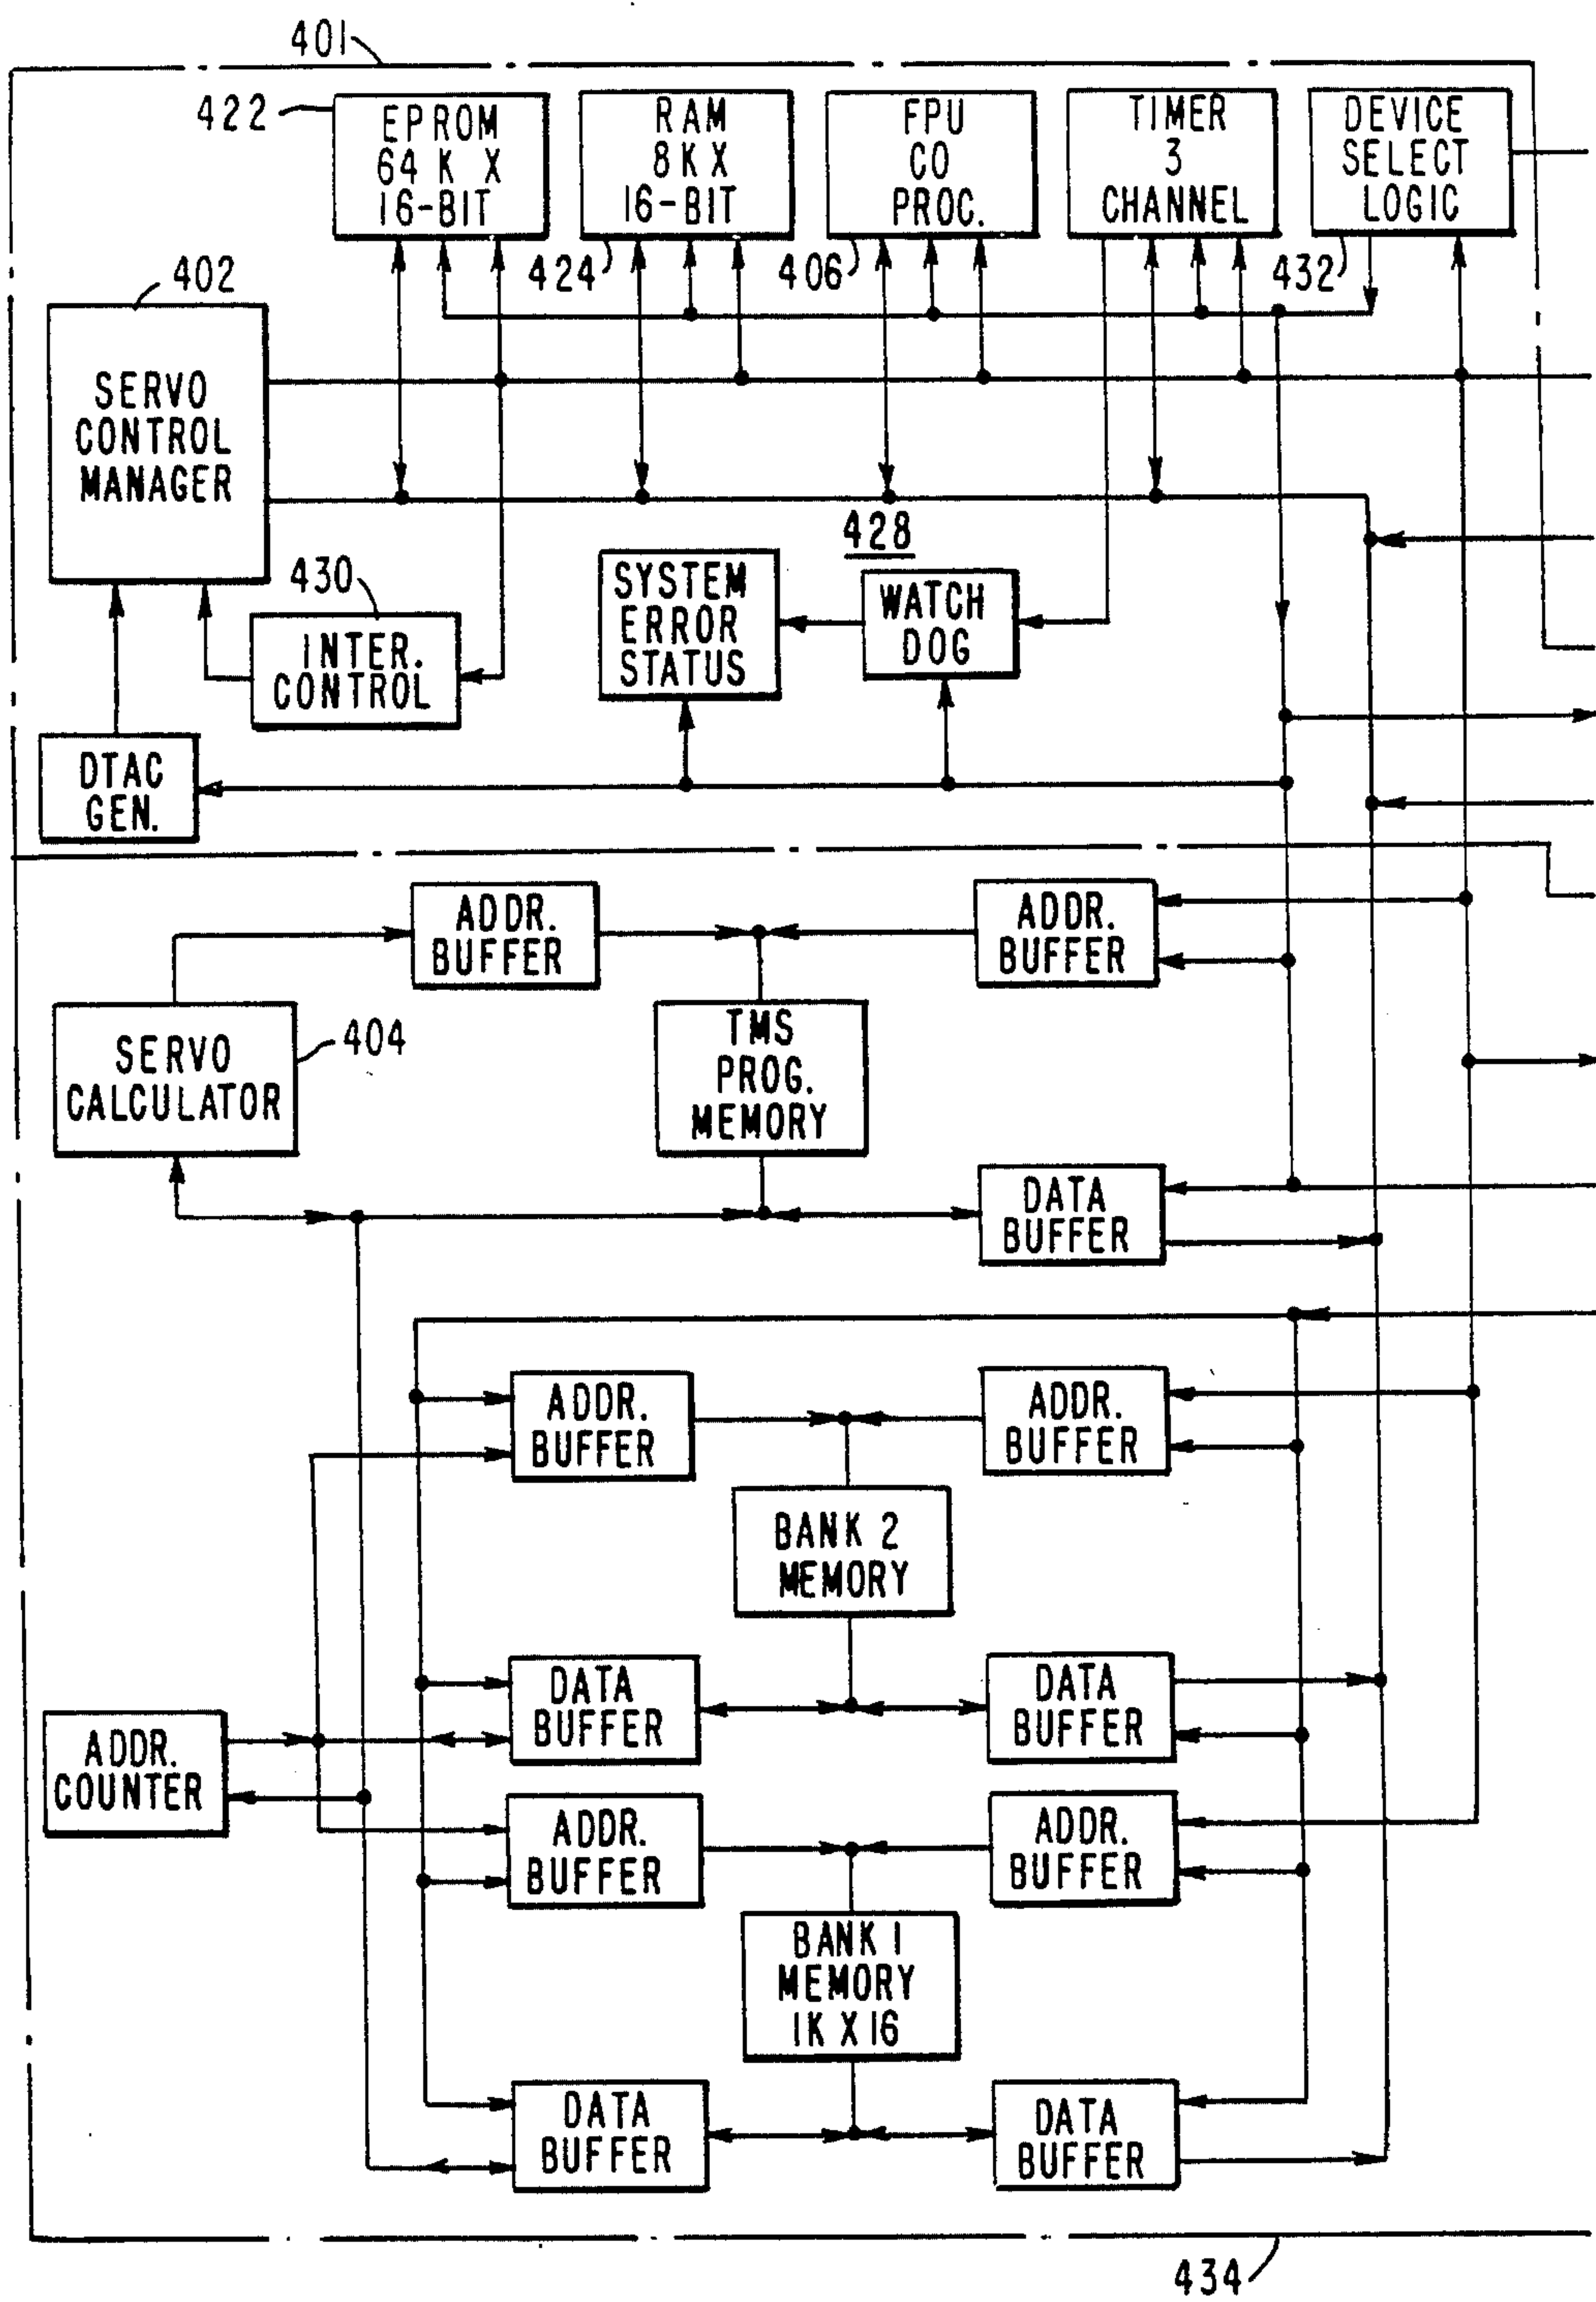 401
422
EPROM
64 K X
16-BIT
RAM
8K X
16-BIT
FPU
CO
PROC.
TIMER
3
CHANNEL
DEVICE
SELECT
LOGIC
424
406
432
402
SERVO
CONTROL
MANAGER
428
430
INTER.
CONTROL
SYSTEM
ERROR
STATUS
WATCH
DOG
DTAC
GEN.
ADDR.
BUFFER
ADDR.
BUFFER
SERVO
CALCULATOR
404
TMS
PROG.
MEMORY
DATA
BUFFER
ADDR.
BUFFER
ADDR.
BUFFER
BANK 2
MEMORY
DATA
BUFFER
DATA
BUFFER
ADDR.
COUNTER
ADDR.
BUFFER
ADDR.
BUFFER
BANK 1
MEMORY
1K X 16
DATA
BUFFER
DATA
BUFFER
434